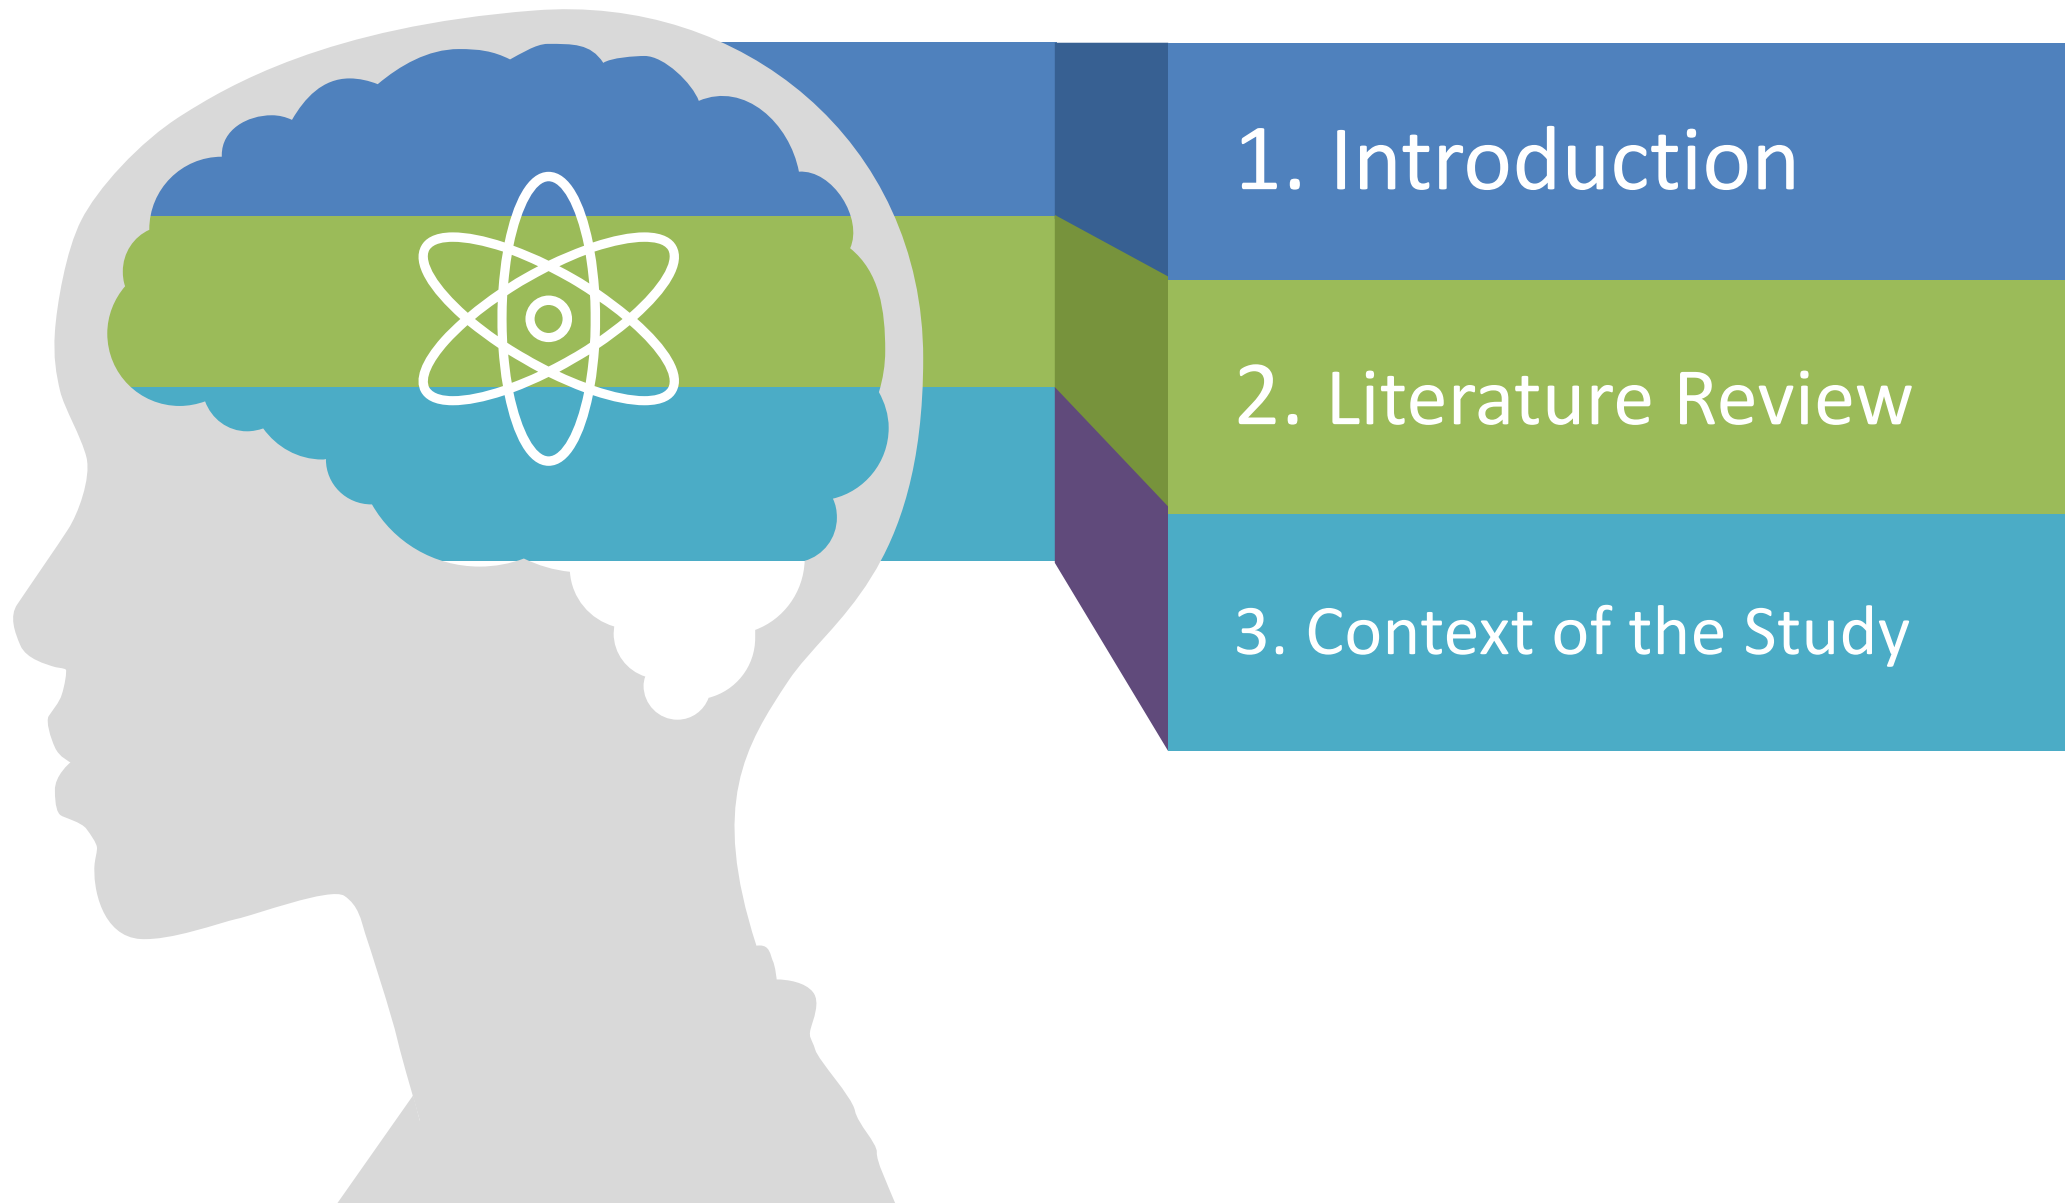 1. Introduction
2. Literature Review
3. Context of the Study